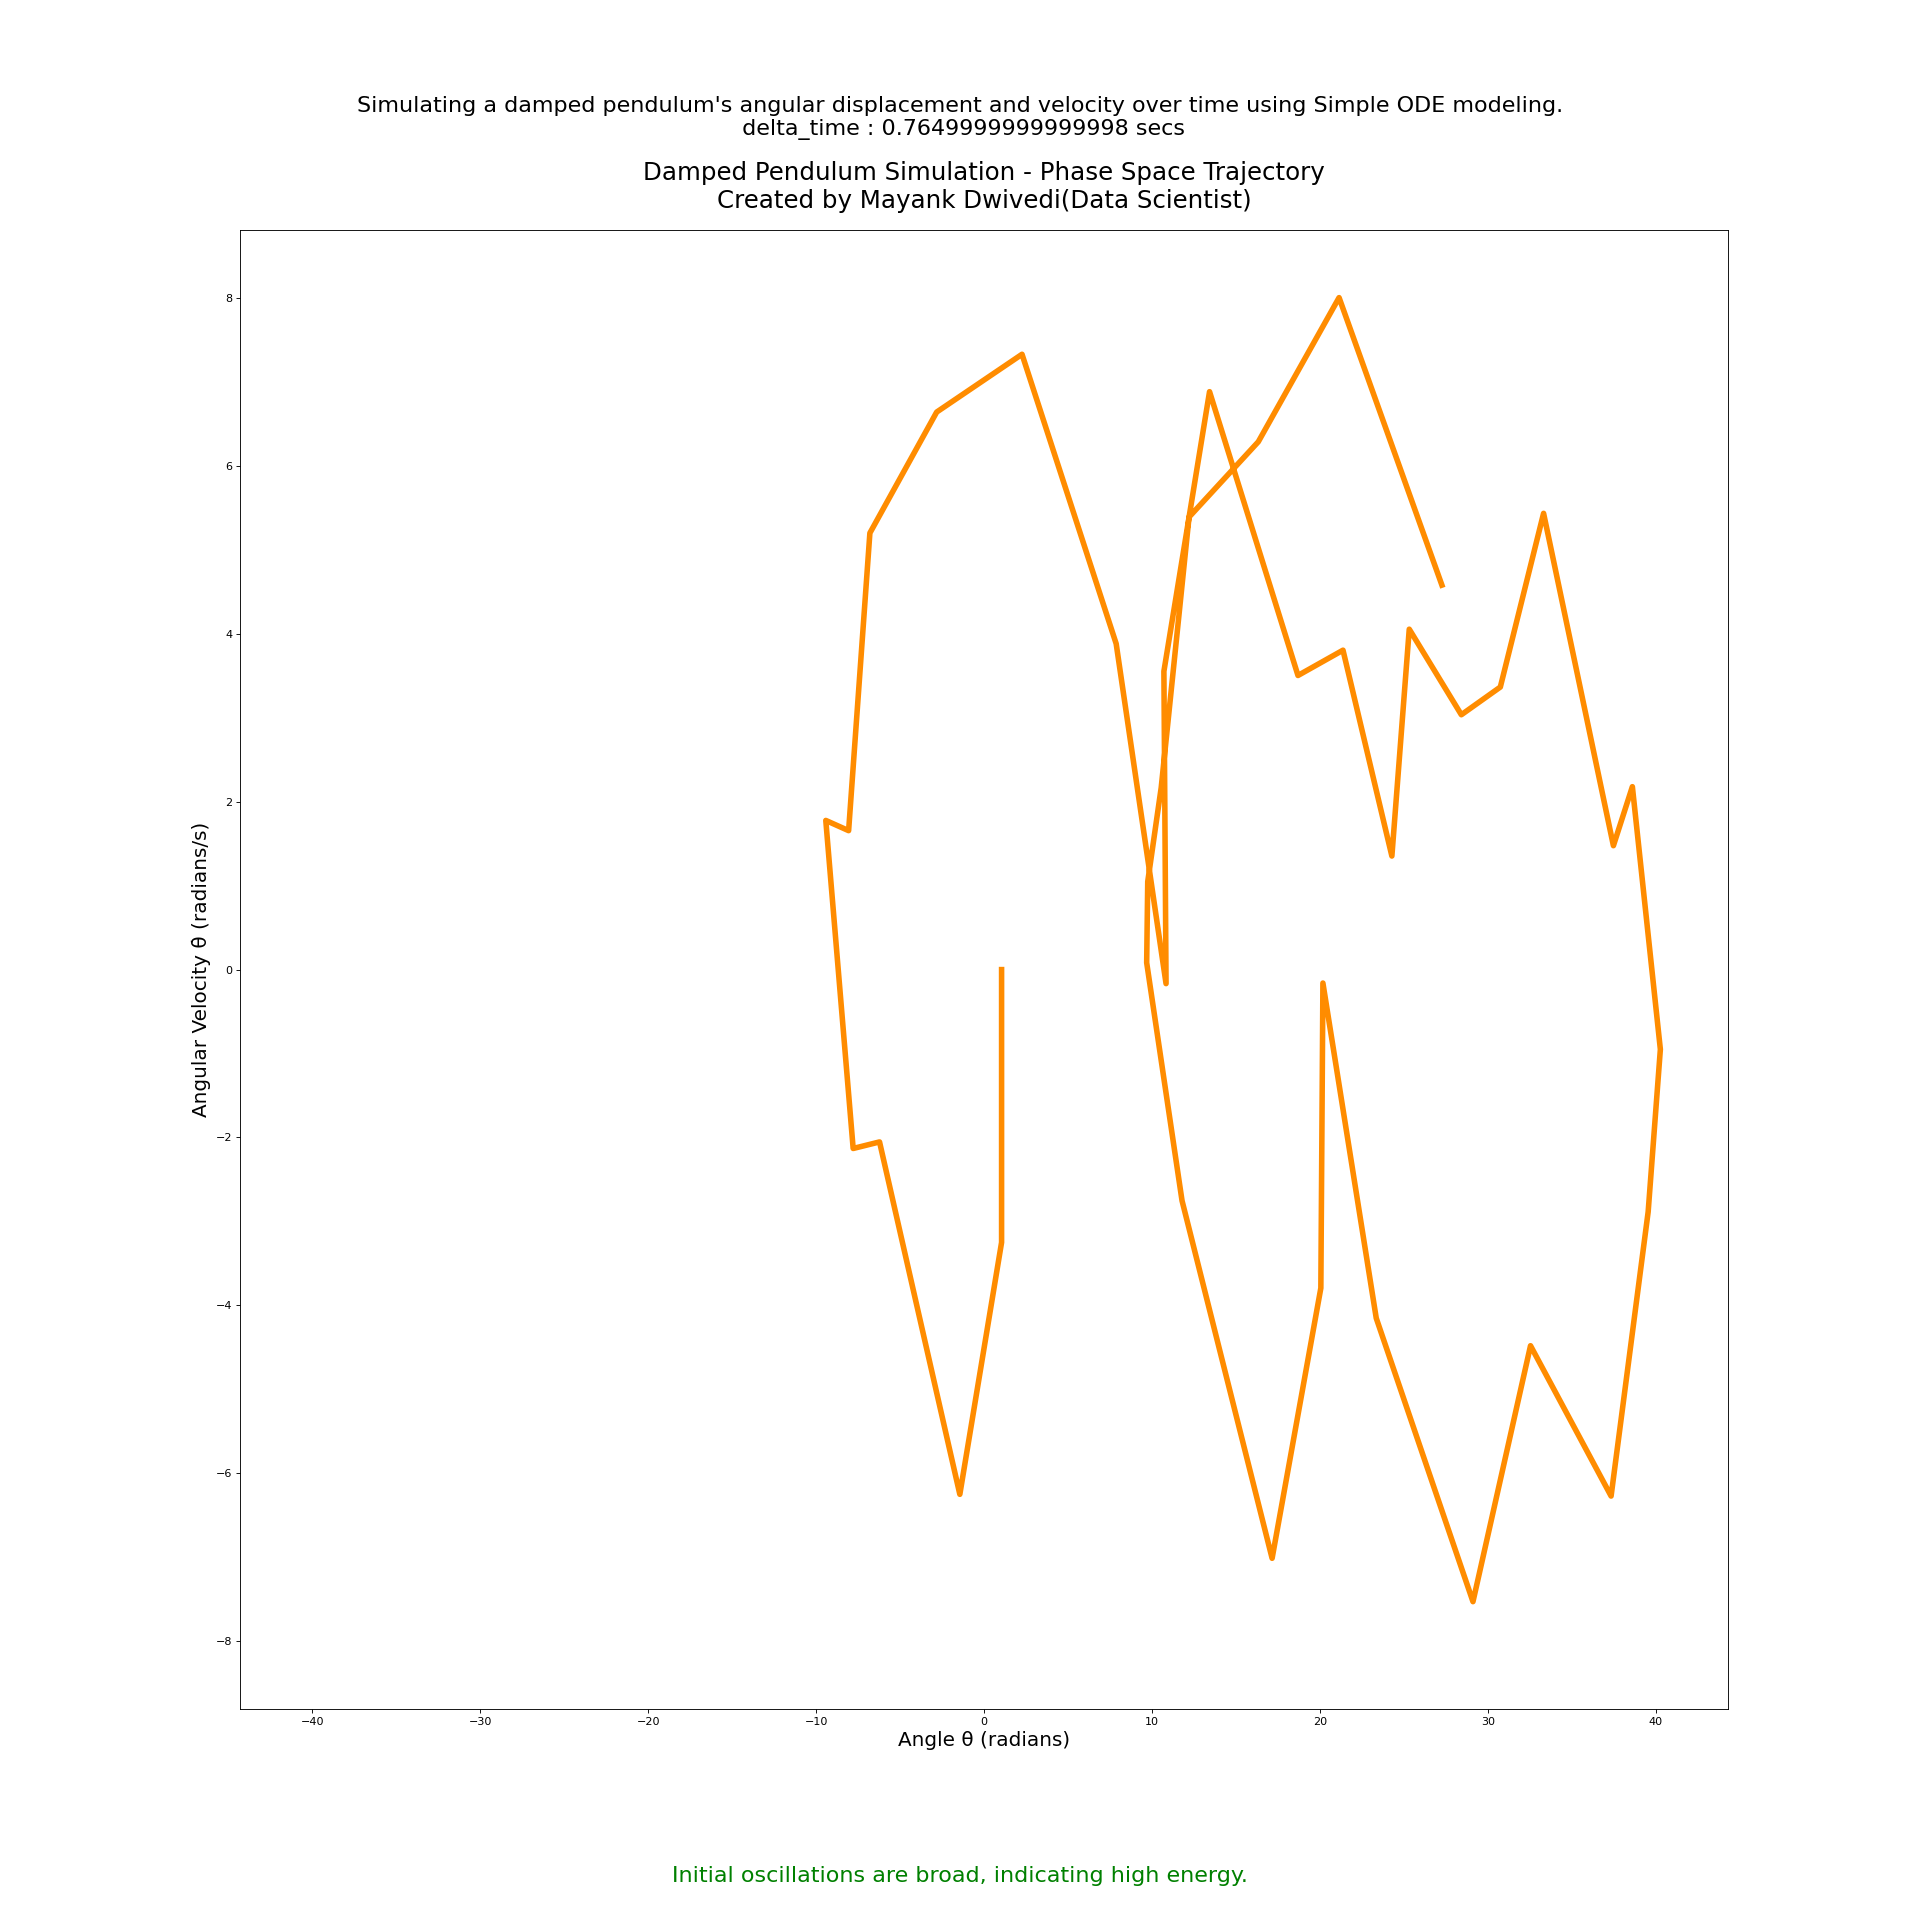 Simulating a damped pendulum's angular displacement and velocity over time using Simple ODE modeling.
delta_time : 0.7649999999999998 secs
Damped Pendulum Simulation - Phase Space Trajectory
Created by Mayank Dwivedi(Data Scientist)
Angular Velocity θ (radians/s)
8
6
4
2
0
−2
−4
−6
−8
−40
−30
−20
−10
0
10
20
30
40
Angle θ (radians)
Initial oscillations are broad, indicating high energy.